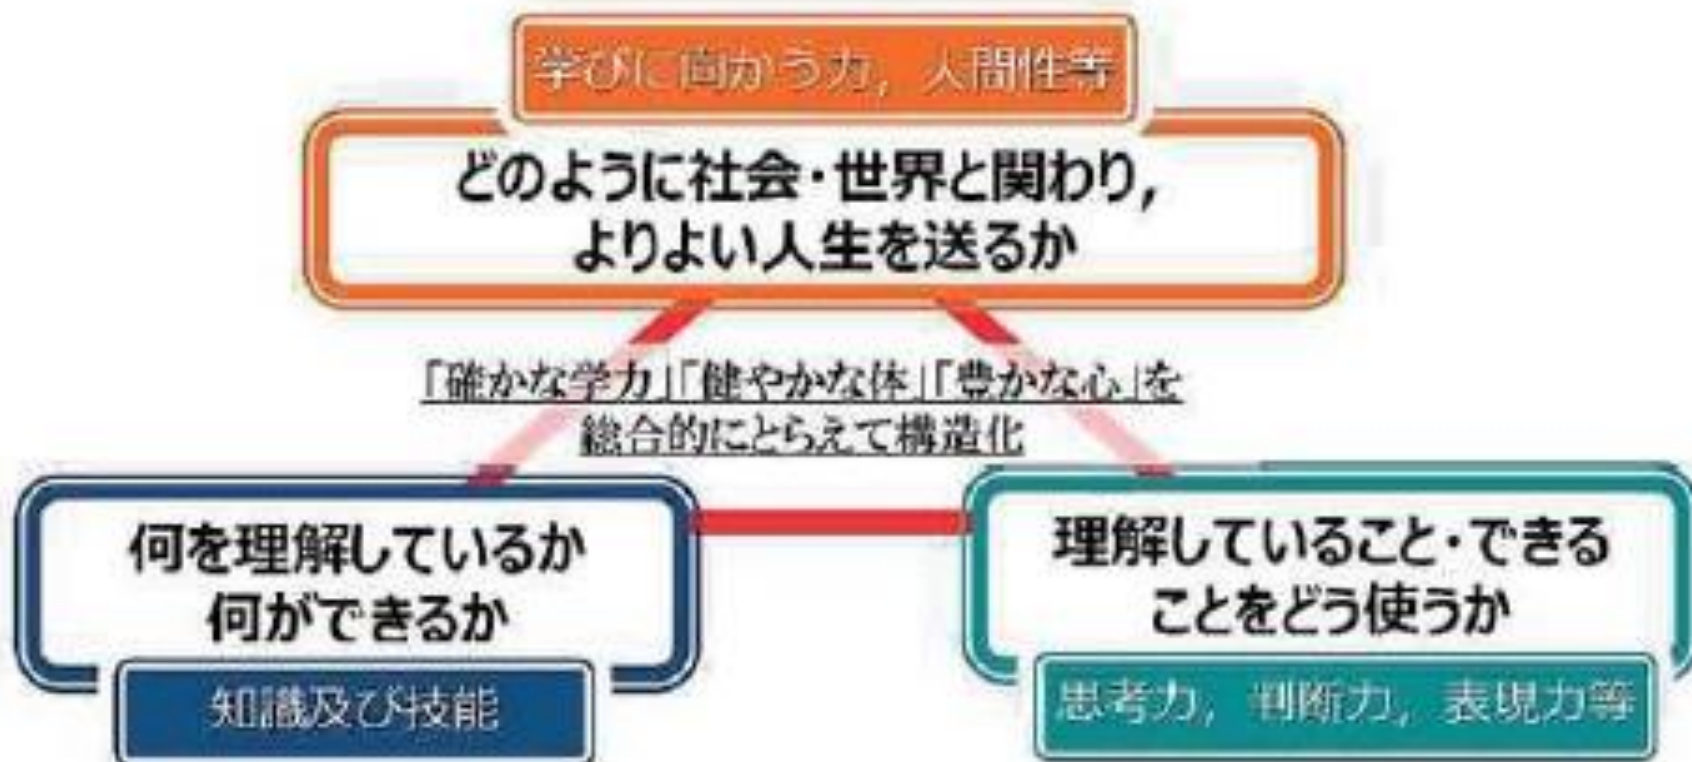 学びに向かう力，人間性等
どのように社会・世界と関わり，
よりよい人生を送るか
「確かな学力」「健やかな体」「豊かな心」を
総合的にとらえて構造化
何を理解しているか
何ができるか
知識及び技能
理解していること・できる
ことをどう使うか
思考力，判断力，表現力等